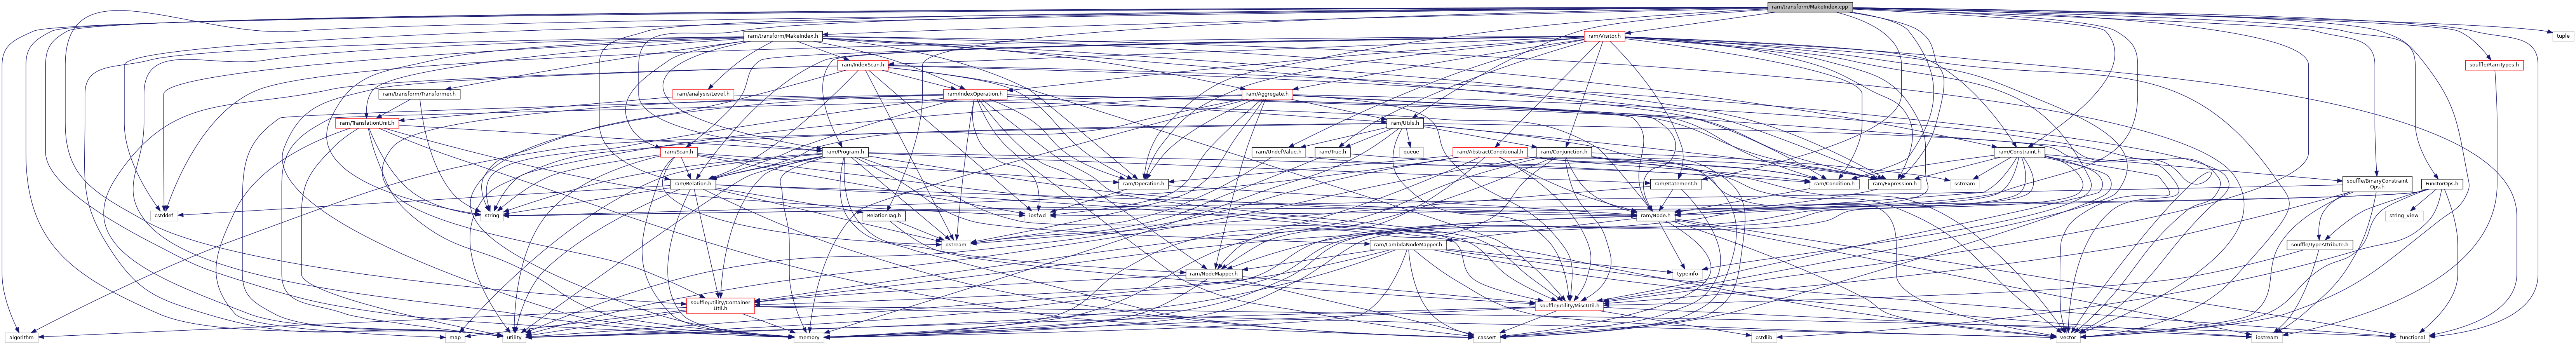 ram/transform/MakeIndex.cpp
ram/transform/MakeIndex.h
ram/Visitor.h
tuple
ram/IndexScan.h
souffle/RamTypes.h
ram/transform/Transformer.h
ram/analysis/Level.h
ram/IndexOperation.h
ram/Aggregate.h
ram/TranslationUnit.h
ram/Utils.h
ram/Scan.h
ram/Program.h
ram/UndefValue.h
ram/True.h
queue
ram/AbstractConditional.h
ram/Conjunction.h
ram/Constraint.h
ram/Relation.h
ram/Operation.h
ram/Statement.h
ram/Condition.h
ram/Expression.h
sstream
souffle/BinaryConstraint
Ops.h
FunctorOps.h
cstddef
string
RelationTag.h
iosfwd
ram/Node.h
string_view
ostream
ram/LambdaNodeMapper.h
souffle/TypeAttribute.h
ram/NodeMapper.h
typeinfo
souffle/utility/Container
Util.h
souffle/utility/MiscUtil.h
algorithm
map
utility
memory
cassert
cstdlib
vector
iostream
functional